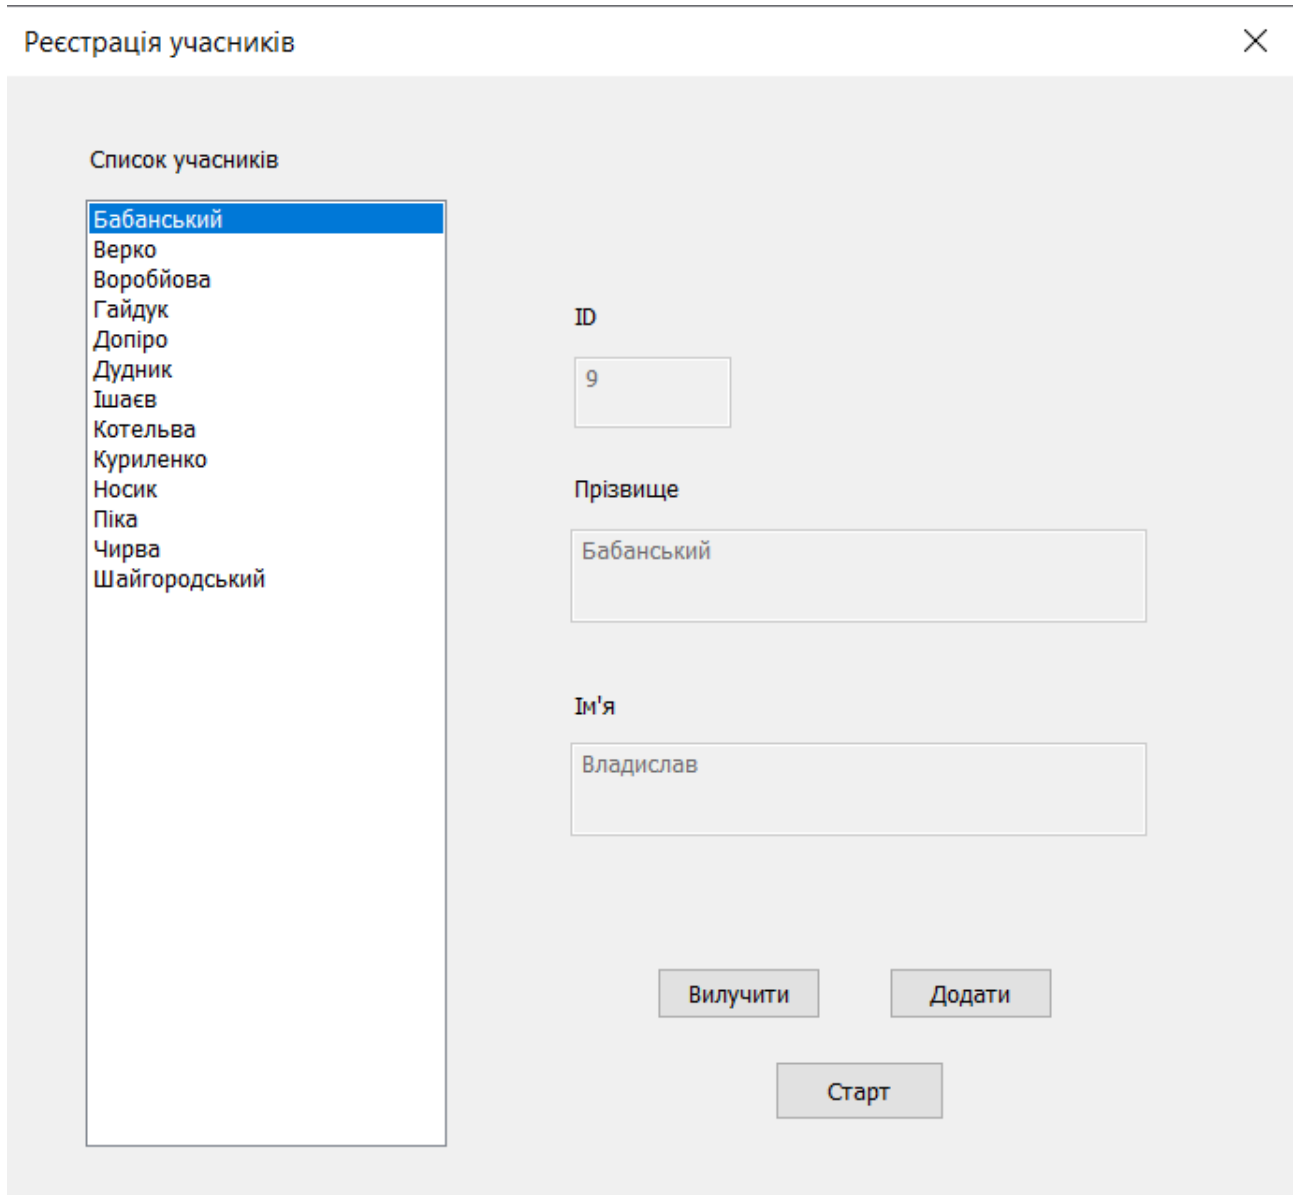 Реєстрація учасників
Список учасників
Бабанський
Верко
Воробйова
Гайдук
Допіро
Дудник
Ішаєв
Котельва
Куриленко
Носик
Піка
Чирва
Шайгородський
ID
9
Прізвище
Бабанський
Ім'я
Владислав
Вилучити
Додати
Старт